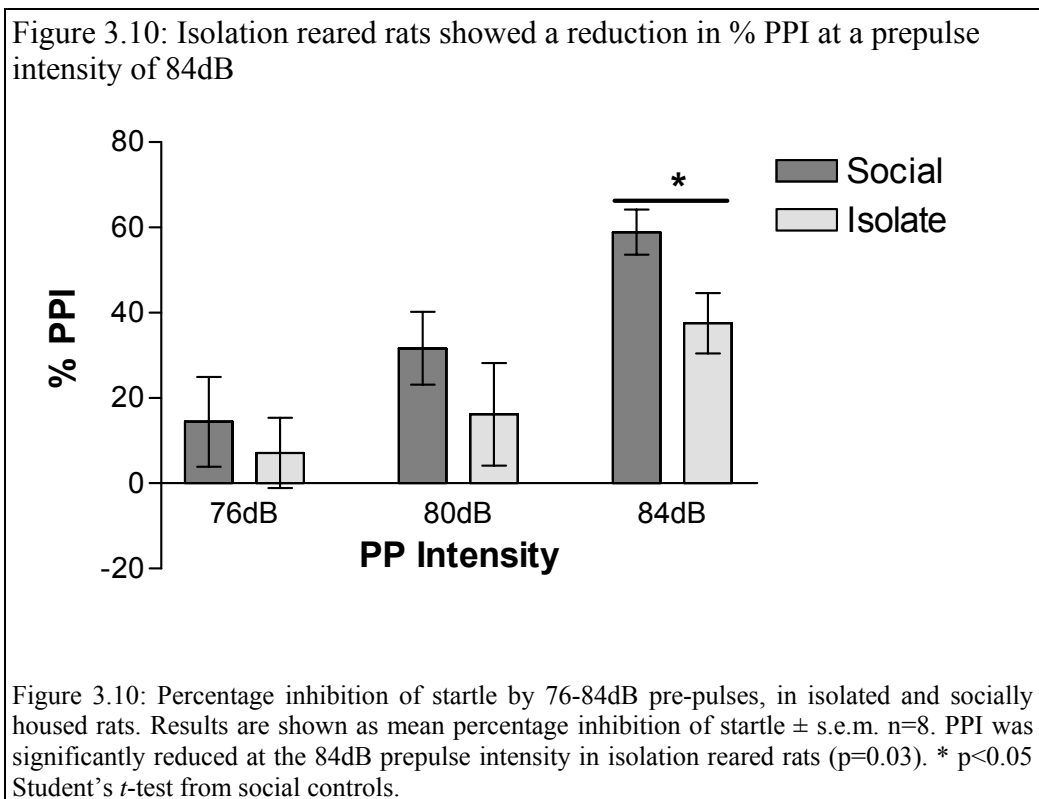 Figure 3.10: Isolation reared rats showed a reduction in % PPI at a prepulse
intensity of 84dB
80
60
40
20
0
-20
% PPI
*
Social
Isolate
76dB
80dB
84dB
PP Intensity
Figure 3.10: Percentage inhibition of startle by 76-84dB pre-pulses, in isolated and socially
housed rats. Results are shown as mean percentage inhibition of startle ± s.e.m. n=8. PPI was
significantly reduced at the 84dB prepulse intensity in isolation reared rats (p=0.03). * p<0.05
Student's t-test from social controls.